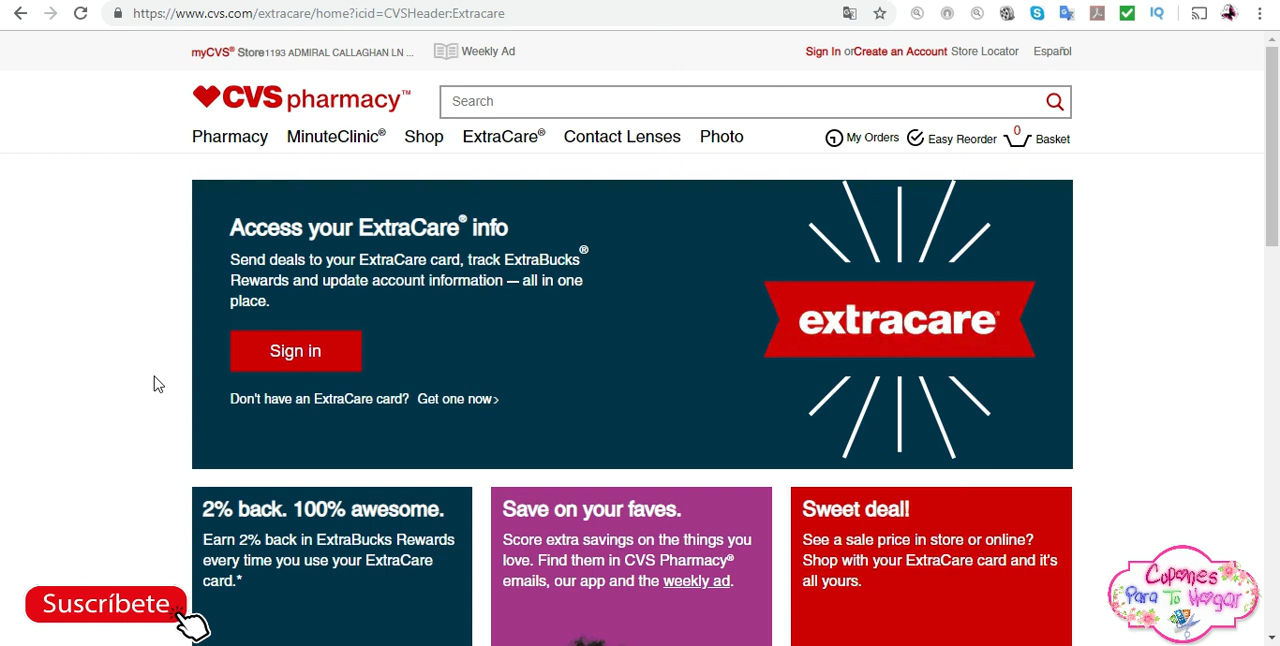 https://www.cvs.com/extracare/home?icid=CVSHeader:Extracare
IQ
myCVS® Store 1193 ADMIRAL CALLAGHAN LN ... Weekly Ad Sign In or Create an Account Store Locator Español
CVS pharmacy™
Search
Pharmacy MinuteClinic® Shop ExtraCare® Contact Lenses Photo My Orders Easy Reorder 0 Basket
Access your ExtraCare® info
Send deals to your ExtraCare card, track ExtraBucks®
Rewards and update account information — all in one
place.
Sign in
Don't have an ExtraCare card? Get one now>
extracare®
2% back. 100% awesome.
Earn 2% back in ExtraBucks Rewards
every time you use your ExtraCare
card.*
Save on your faves.
Score extra savings on the things you
love. Find them in CVS Pharmacy®
emails, our app and the weekly ad.
Sweet deal!
See a sale price in store or online?
Shop with your ExtraCare card and it's
all yours.
Suscríbete
Cupones
Para Tu Hogar